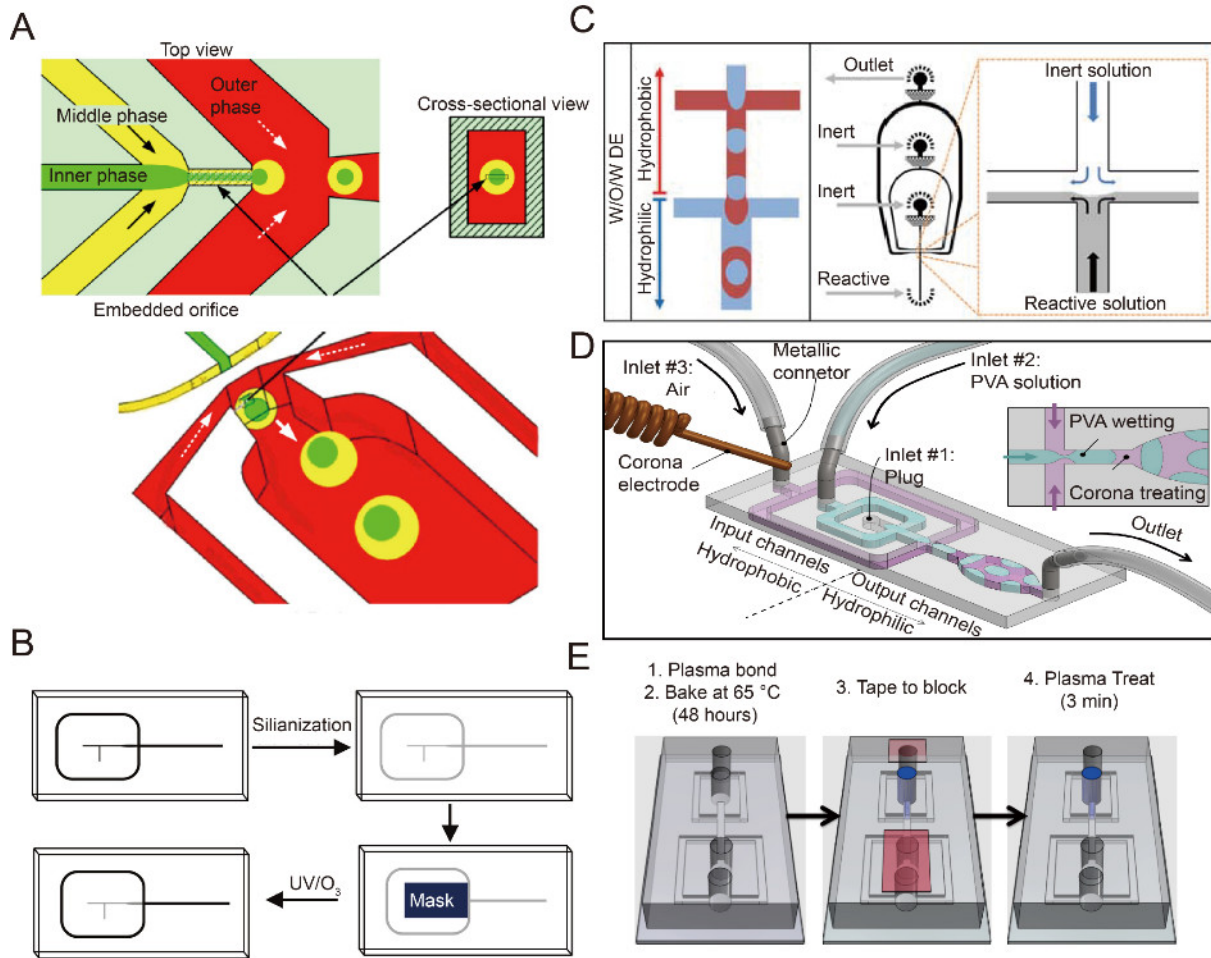 A
Top view
Outer
phase
Middle phase
Inner phase
Cross-sectional view
Embedded orifice
B
Silianization
Mask
UV/O3
C
W/O/W DE
Hydrophobic
Hydrophilic
Outlet
Inert
Inert
Reactive
Inert solution
Reactive solution
D
Inlet #3:
Air
Metallic
connetor
Inlet #2:
PVA solution
Corona
electrode
Inlet #1:
Plug
PVA wetting
Corona treating
Outlet
Input channels
Hydrophobic
Output channels
Hydrophilic
E
1. Plasma bond
2. Bake at 65 °C
(48 hours)
3. Tape to block
4. Plasma Treat
(3 min)